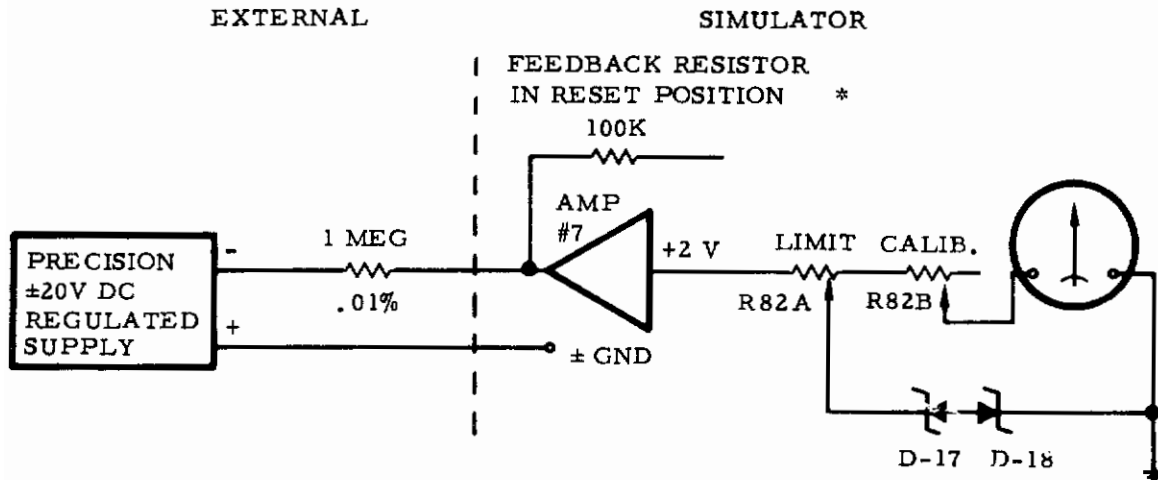 EXTERNAL
SIMULATOR
FEEDBACK RESISTOR
IN RESET POSITION *
100K
AMP
#7
+2 V
LIMIT
CALIB.
R82A
R82B
1 MEG
.01%
-
+
PRECISION
±20V DC
REGULATED
SUPPLY
± GND
D-17
D-18